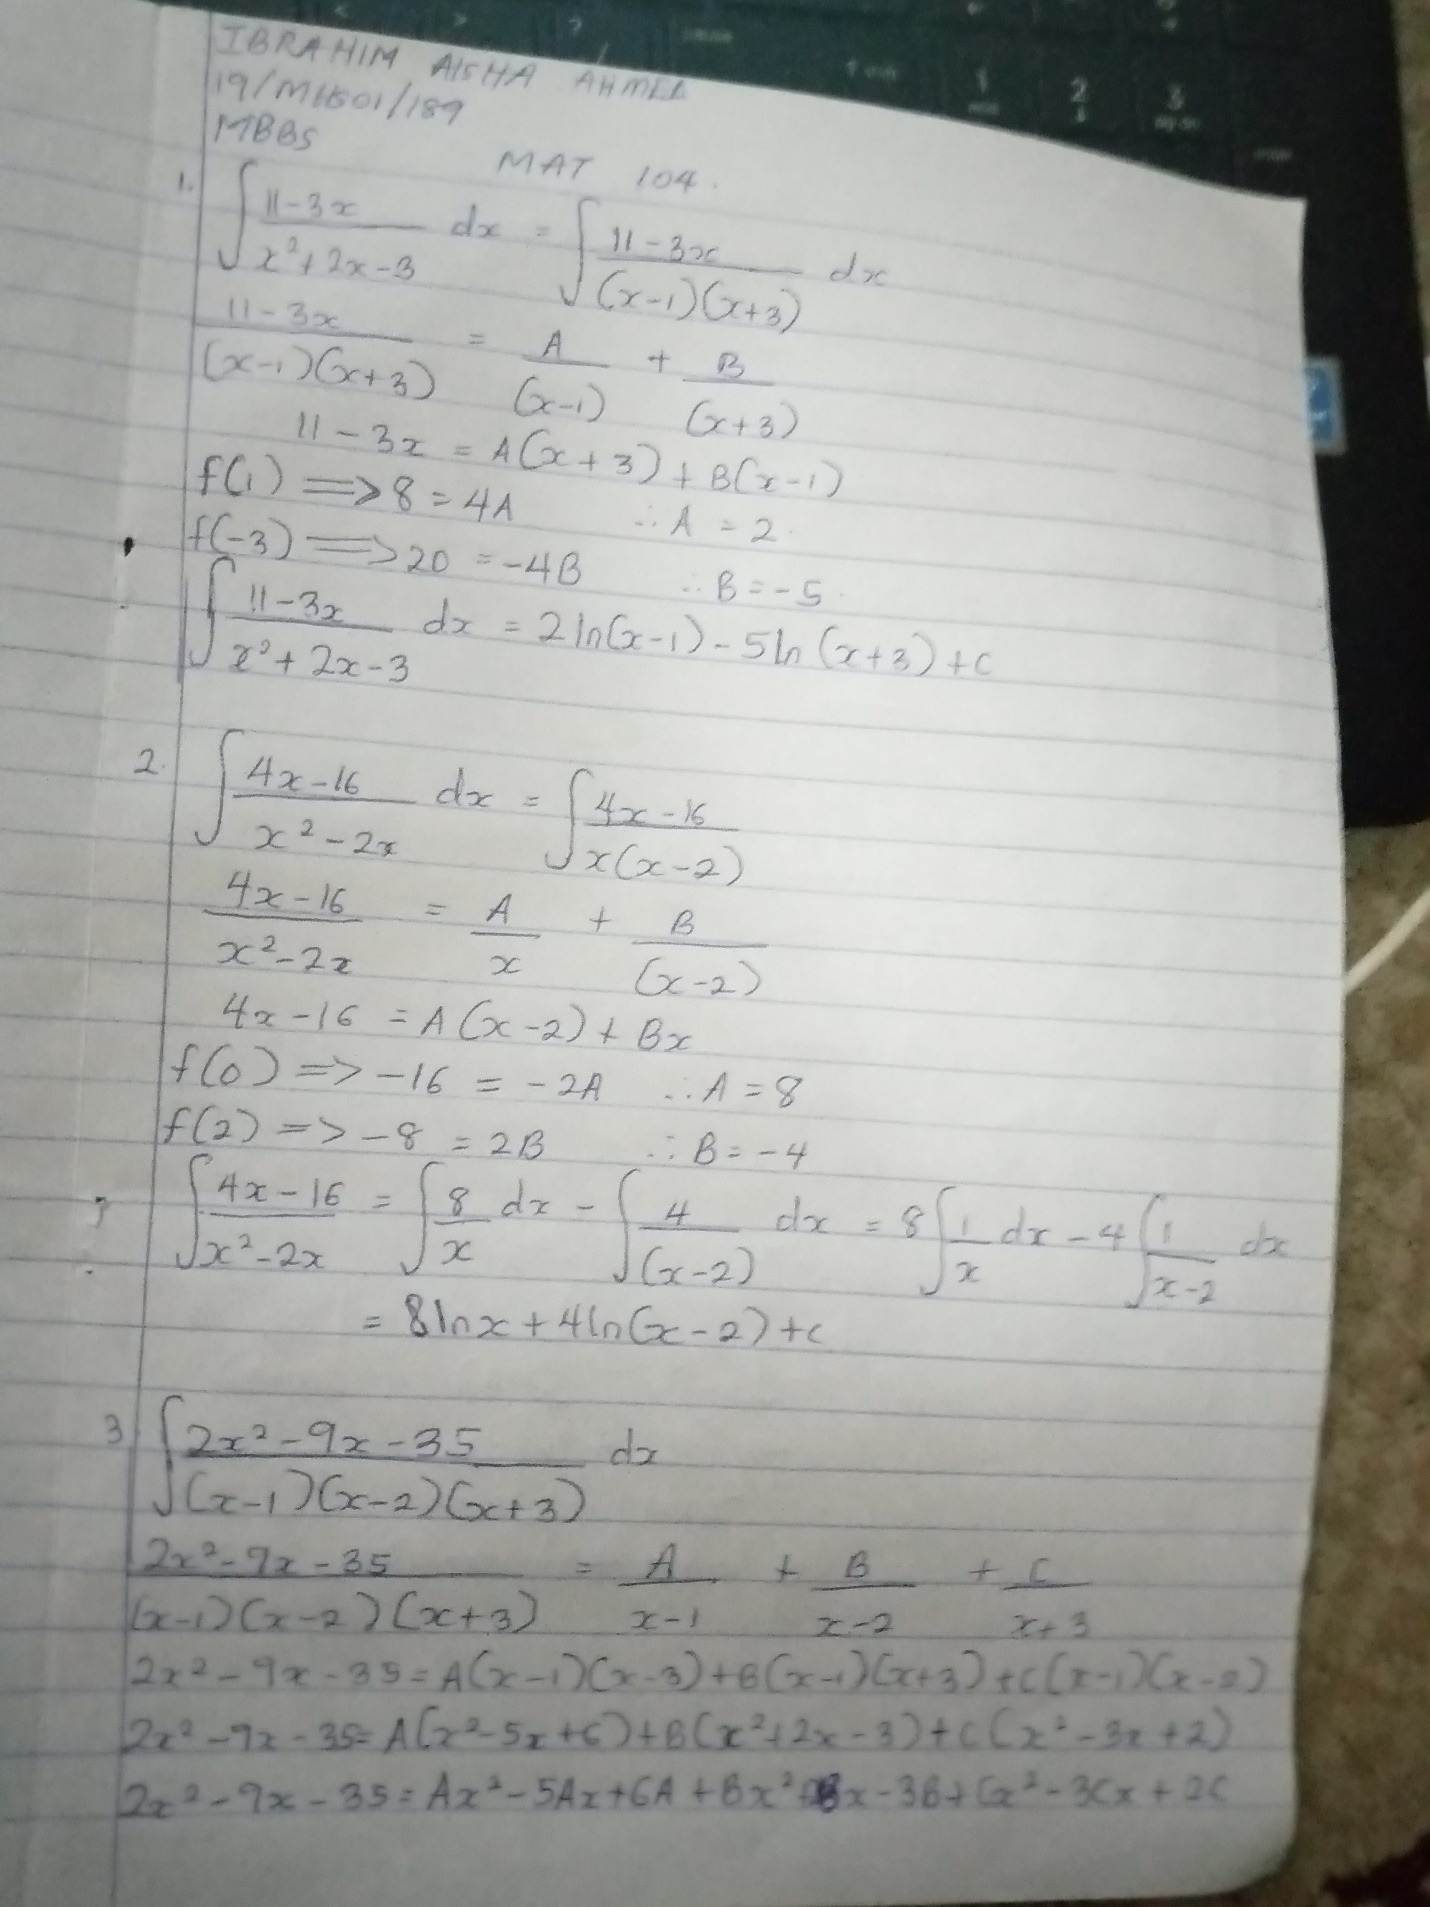 IBRAHIM AISHA AHMED
19/MHS01/189
MBBS
MAT 104.
1. ∫ (11-3x)/(x²+2x-3) dx = ∫ (11-3x)/((x-1)(x+3)) dx
(11-3x)/((x-1)(x+3)) = A/(x-1) + B/(x+3)
11-3x = A(x+3)+B(x-1)
f(1) => 8 = 4A ∴ A = 2.
f(-3) => 20 = -4B ∴ B = -5.
∫ (11-3x)/(x²+2x-3) dx = 2ln(x-1) - 5ln(x+3)+C
2. ∫ (4x-16)/(x²-2x) dx = ∫ (4x-16)/(x(x-2))
(4x-16)/(x²-2x) = A/x + B/(x-2)
4x-16 = A(x-2)+Bx
f(0) => -16 = -2A ∴ A = 8
f(2) => -8 = 2B ∴ B = -4
∫ (4x-16)/(x²-2x) = ∫ 8/x dx - ∫ 4/(x-2) dx = 8∫ 1/x dx - 4∫ 1/(x-2) dx
= 8lnx + 4ln(x-2)+C
3 ∫ (2x²-9x-35)/((x-1)(x-2)(x+3)) dx
(2x²-9x-35)/((x-1)(x-2)(x+3)) = A/(x-1) + B/(x-2) + C/(x+3)
2x²-9x-35 = A(x-1)(x-3)+B(x-1)(x+3)+C(x-1)(x-2)
2x²-9x-35 = A(x²-5x+6)+B(x²+2x-3)+C(x²-3x+2)
2x²-9x-35 = Ax²-5Ax+6A+Bx² x-3B+Cx²-3Cx+2C
1
2
3